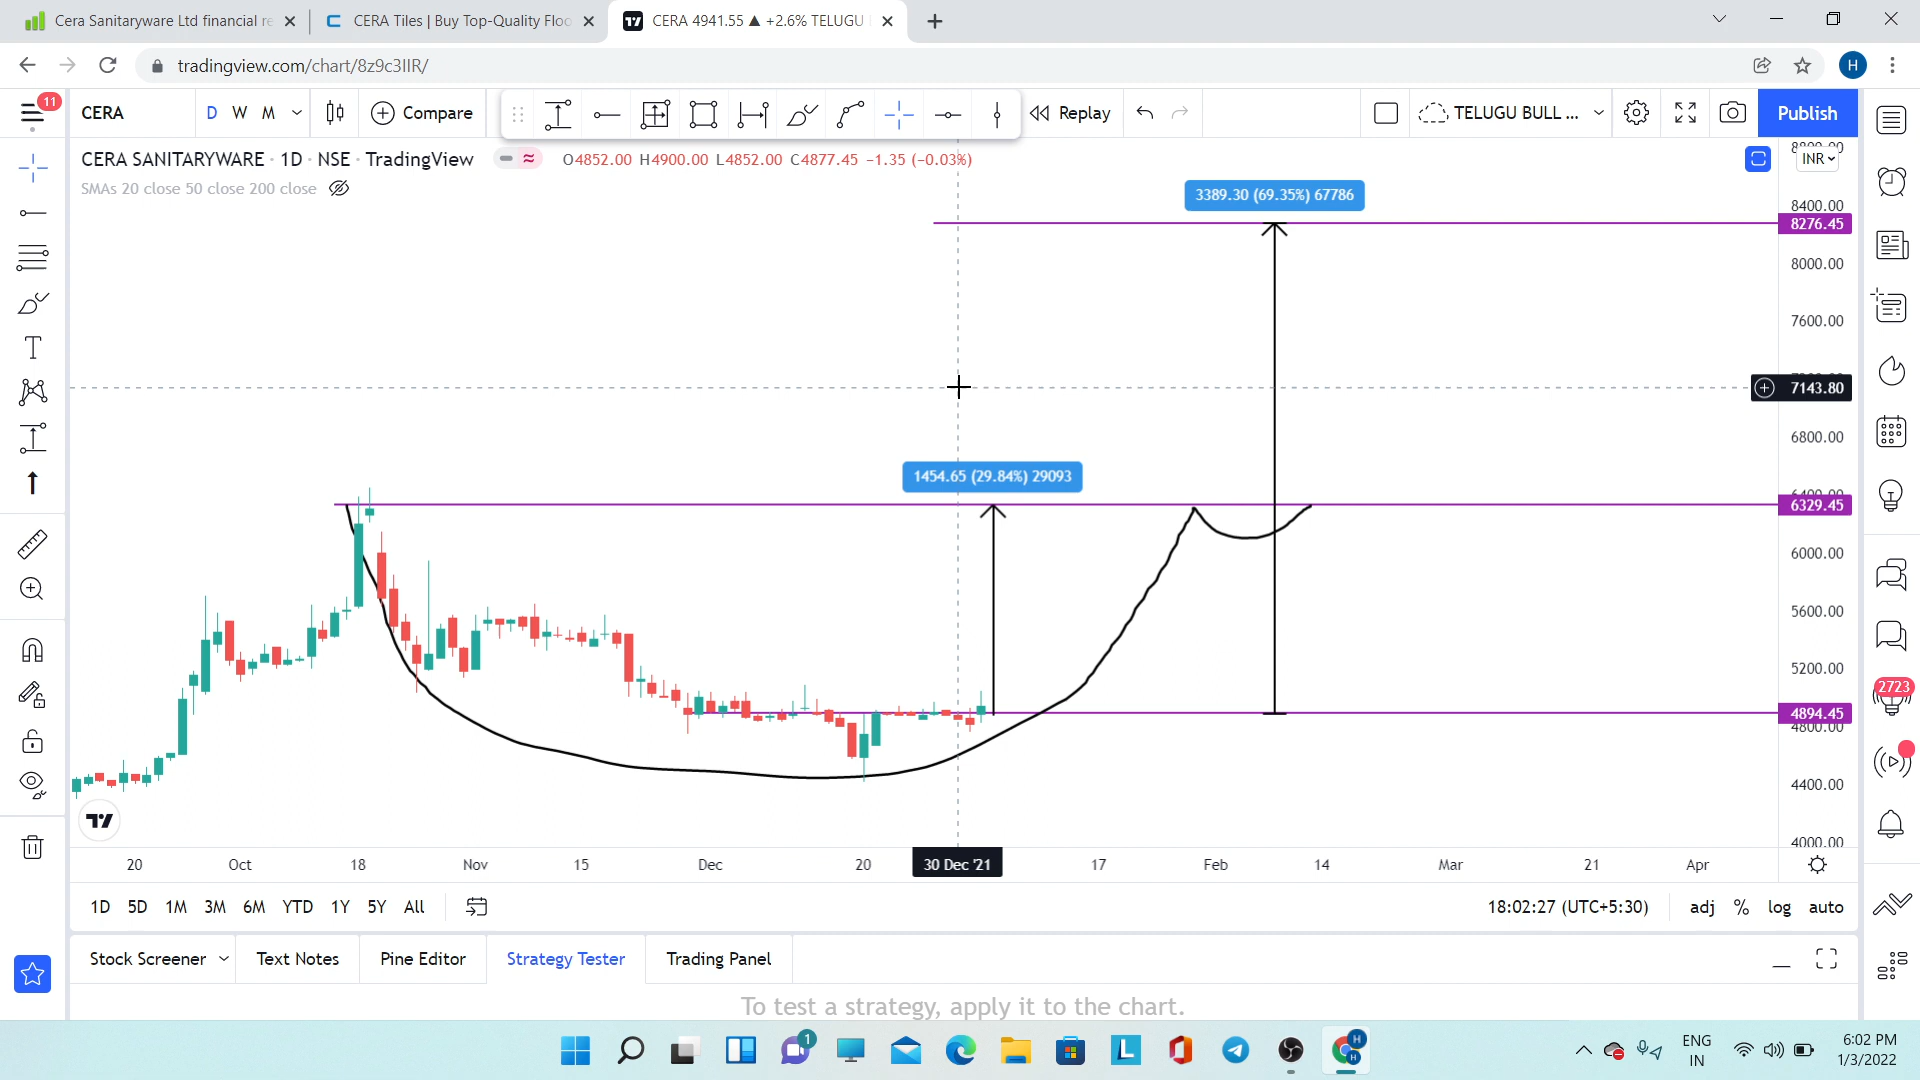 Cera Sanitaryware Ltd financial re
CERA Tiles | Buy Top-Quality Floo
CERA 4941.55 ▲ +2.6% TELUGU
tradingview.com/chart/8z9c3IIR/
H
11
CERA
D W M
Compare
Replay
TELUGU BULL ...
Publish
CERA SANITARYWARE · 1D · NSE · TradingView
O4852.00 H4900.00 L4852.00 C4877.45 −1.35 (−0.03%)
SMAs 20 close 50 close 200 close
INR
3389.30 (69.35%) 67786
8400.00
8276.45
8000.00
7600.00
7143.80
6800.00
1454.65 (29.84%) 29093
6329.45
6000.00
5600.00
5200.00
4894.45
4800.00
4400.00
4000.00
2723
20 Oct 18 Nov 15 Dec 20 30 Dec '21 17 Feb 14 Mar 21 Apr
1D 5D 1M 3M 6M YTD 1Y 5Y All
18:02:27 (UTC+5:30) adj % log auto
Stock Screener Text Notes Pine Editor Strategy Tester Trading Panel
To test a strategy, apply it to the chart.
1
L
H
H
ENG
IN
6:02 PM
1/3/2022